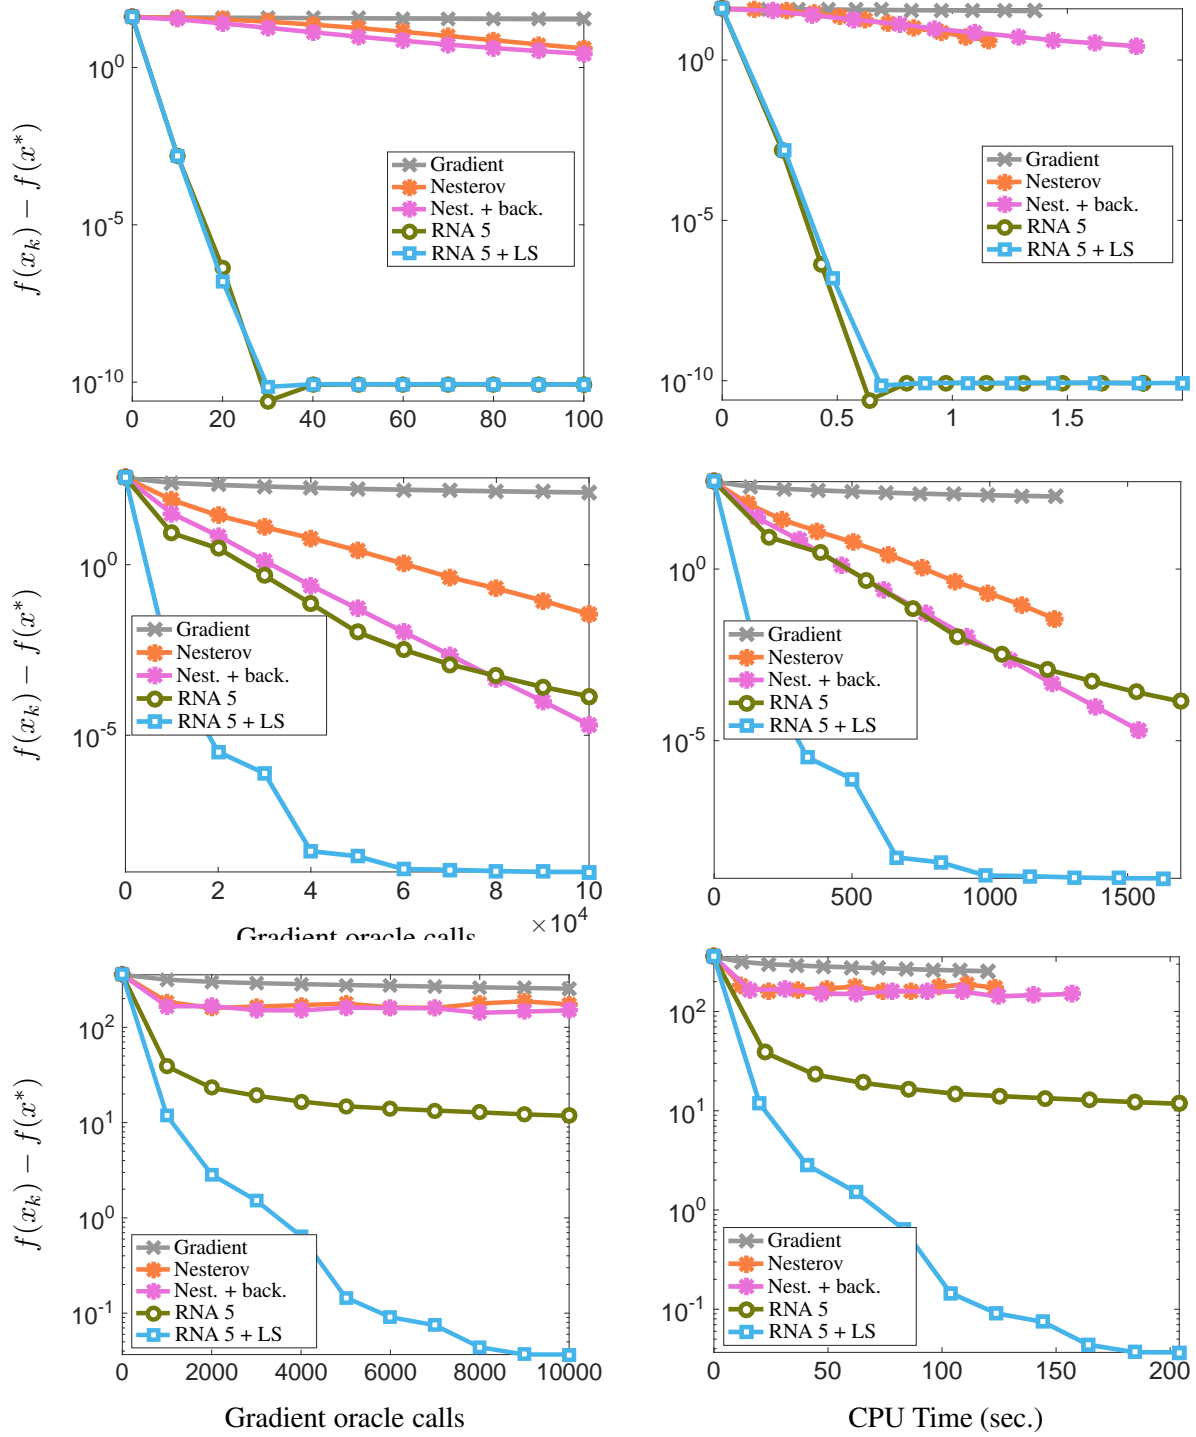 10^0
10^-5
10^-10
f(x_k) − f(x*)
0 20 40 60 80 100
Gradient
Nesterov
Nest. + back.
RNA 5
RNA 5 + LS
10^0
10^-5
10^-10
0 0.5 1 1.5
Gradient
Nesterov
Nest. + back.
RNA 5
RNA 5 + LS
10^0
10^-5
f(x_k) − f(x*)
0 2 4 6 8 10
×10^4
Gradient oracle calls
Gradient
Nesterov
Nest. + back.
RNA 5
RNA 5 + LS
10^0
10^-5
0 500 1000 1500
Gradient
Nesterov
Nest. + back.
RNA 5
RNA 5 + LS
10^2
10^1
10^0
10^-1
f(x_k) − f(x*)
0 2000 4000 6000 8000 10000
Gradient
Nesterov
Nest. + back.
RNA 5
RNA 5 + LS
Gradient oracle calls
10^2
10^1
10^0
10^-1
0 50 100 150 200
Gradient
Nesterov
Nest. + back.
RNA 5
RNA 5 + LS
CPU Time (sec.)